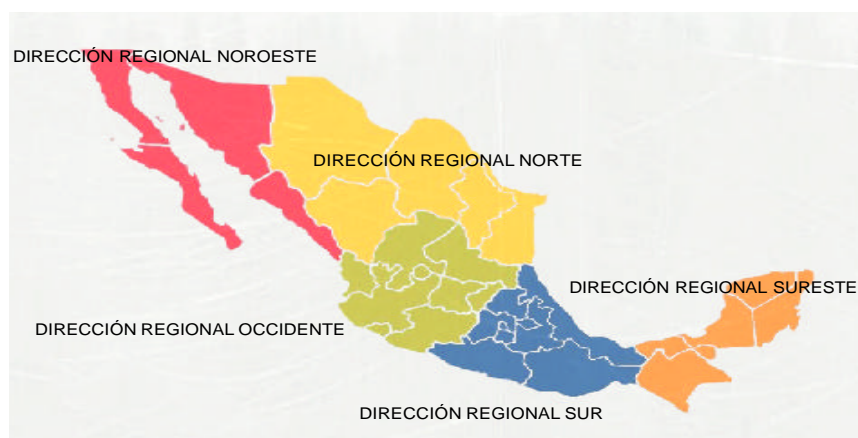 DIRECCIÓN REGIONAL NOROESTE
DIRECCIÓN REGIONAL NORTE
DIRECCIÓN REGIONAL SURESTE
DIRECCIÓN REGIONAL OCCIDENTE
DIRECCIÓN REGIONAL SUR